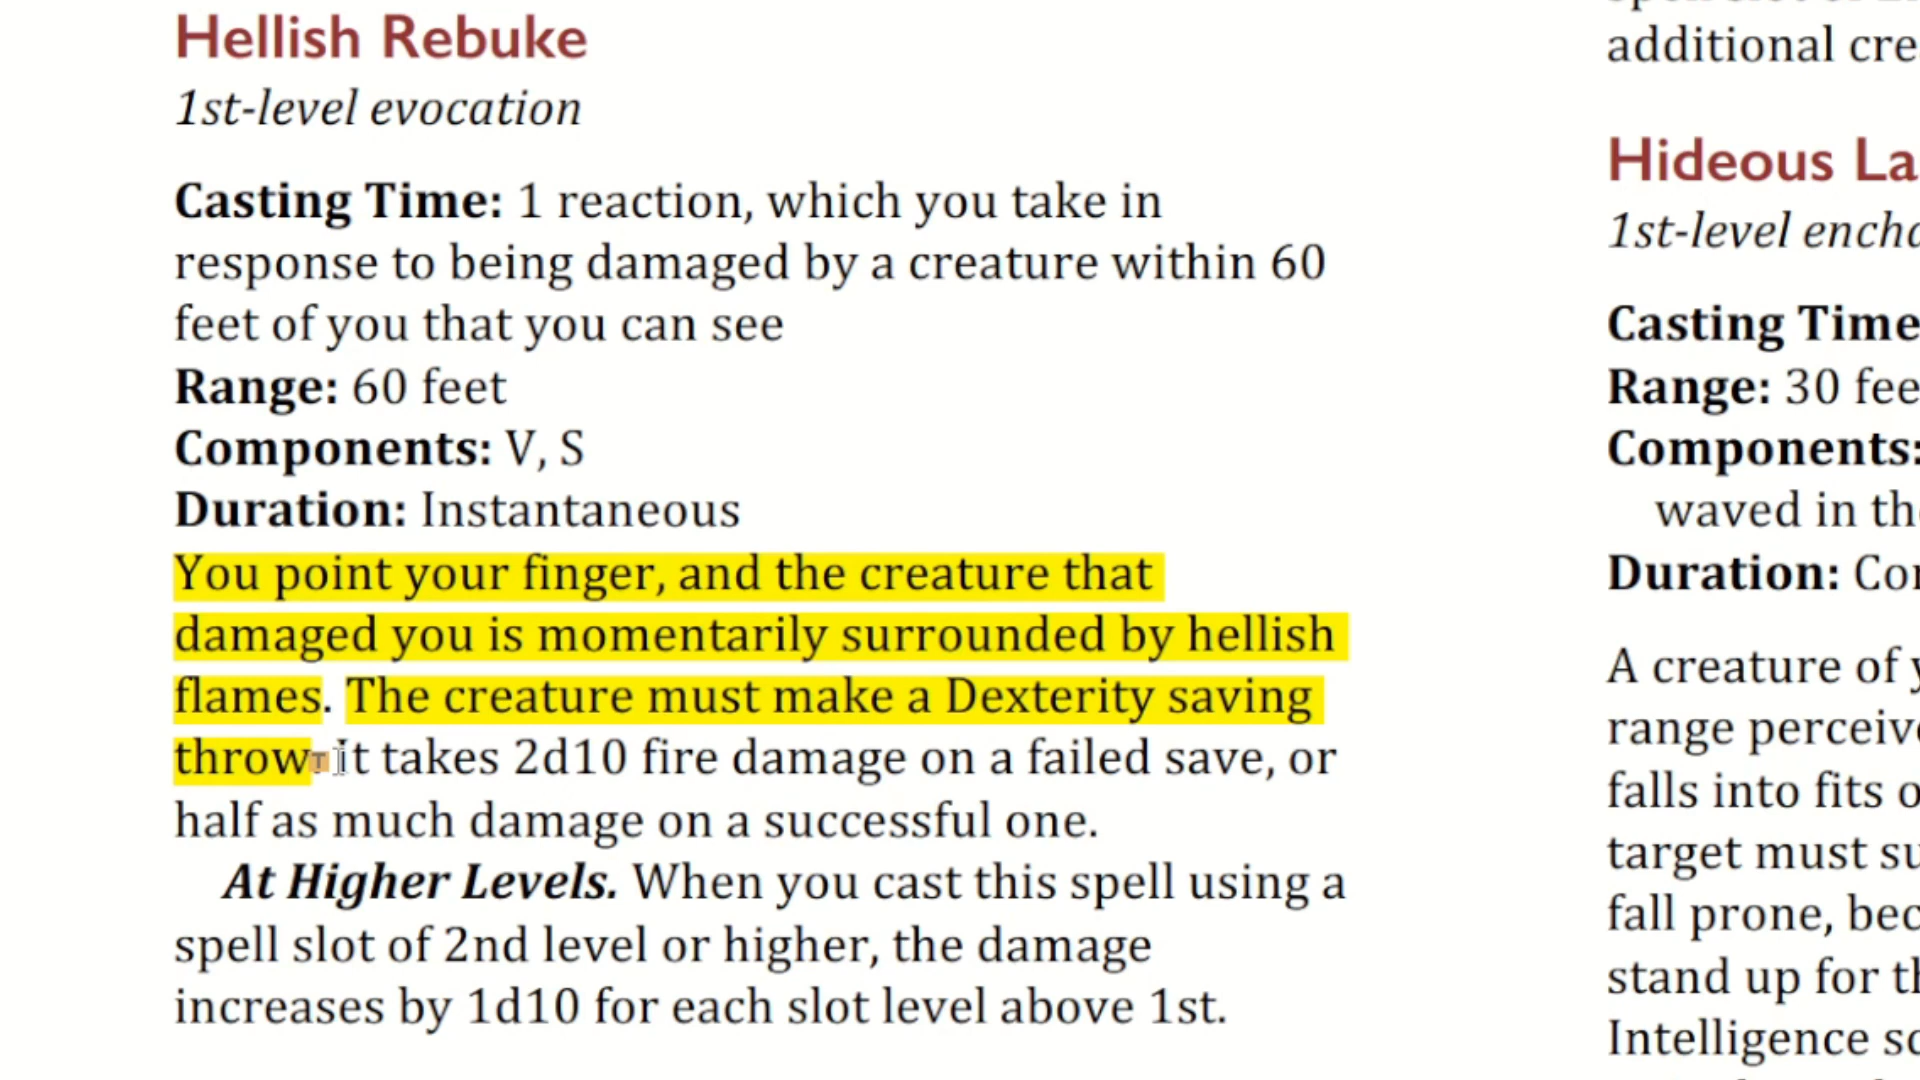 Hellish Rebuke
1st-level evocation
Casting Time: 1 reaction, which you take in
response to being damaged by a creature within 60
feet of you that you can see
Range: 60 feet
Components: V, S
Duration: Instantaneous
You point your finger, and the creature that
damaged you is momentarily surrounded by hellish
flames. The creature must make a Dexterity saving
throw. It takes 2d10 fire damage on a failed save, or
half as much damage on a successful one.
At Higher Levels. When you cast this spell using a
spell slot of 2nd level or higher, the damage
increases by 1d10 for each slot level above 1st.
additional cre
Hideous La
1st-level encha
Casting Time
Range: 30 fee
Components:
waved in the
Duration: Con
A creature of y
range perceive
falls into fits o
target must su
fall prone, bec
stand up for th
Intelligence sc